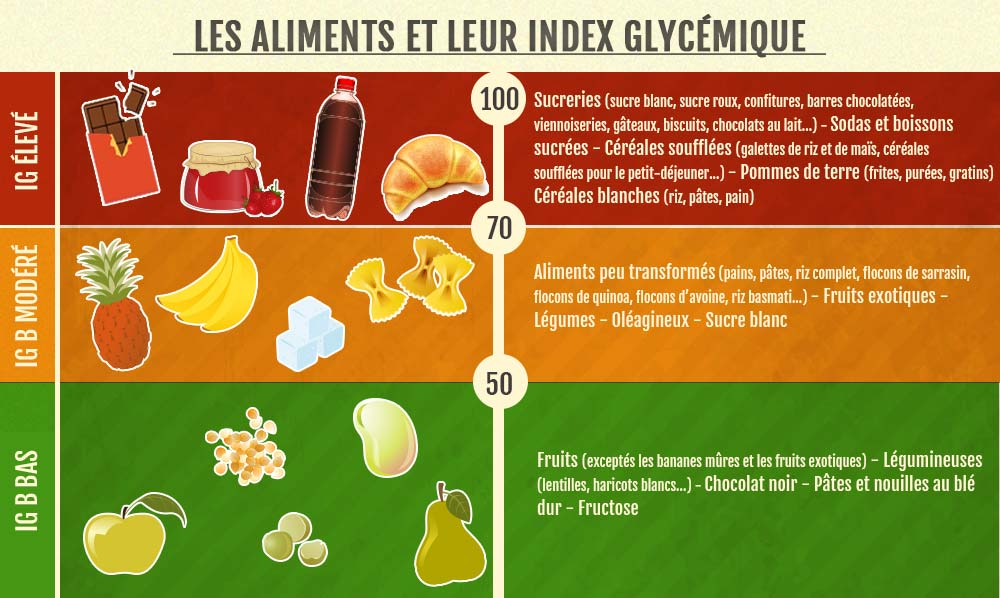 LES ALIMENTS ET LEUR INDEX GLYCÉMIQUE
IG ÉLEVÉ
100
Sucreries (sucre blanc, sucre roux, confitures, barres chocolatées,
viennoiseries, gâteaux, biscuits, chocolats au lait...) - Sodas et boissons
sucrées - Céréales soufflées (galettes de riz et de maïs, céréales
soufflées pour le petit-déjeuner...) - Pommes de terre (frites, purées, gratins)
Céréales blanches (riz, pâtes, pain)
70
IG B MODÉRÉ
Aliments peu transformés (pains, pâtes, riz complet, flocons de sarrasin,
flocons de quinoa, flocons d'avoine, riz basmati...) - Fruits exotiques -
Légumes - Oléagineux - Sucre blanc
50
IG B BAS
Fruits (exceptés les bananes mûres et les fruits exotiques) - Légumineuses
(lentilles, haricots blancs...) - Chocolat noir - Pâtes et nouilles au blé
dur - Fructose